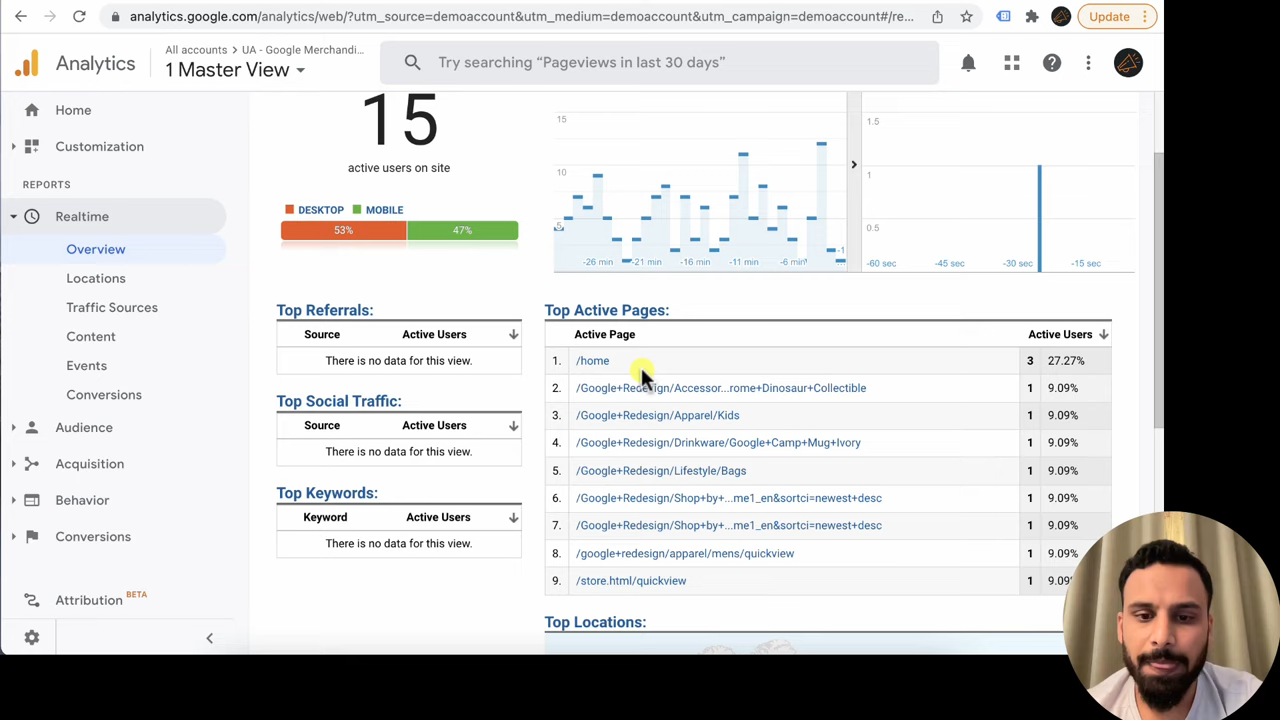 analytics.google.com/analytics/web/?utm_source=demoaccount&utm_medium=demoaccount&utm_campaign=demoaccount#/re...
Update
Analytics
All accounts > UA - Google Merchandi...
1 Master View
Try searching “Pageviews in last 30 days”
Home
Customization
REPORTS
Realtime
Overview
Locations
Traffic Sources
Content
Events
Conversions
Audience
Acquisition
Behavior
Conversions
Attribution BETA
15
active users on site
DESKTOP MOBILE
53% 47%
15
10
5
-26 min -21 min -16 min -11 min -6 min -1
1.5
1
0.5
-60 sec -45 sec -30 sec -15 sec
Top Referrals:
Source Active Users
There is no data for this view.
Top Social Traffic:
Source Active Users
There is no data for this view.
Top Keywords:
Keyword Active Users
There is no data for this view.
Top Active Pages:
Active Page Active Users
1. /home 3 27.27%
2. /Google+Redesign/Accessor...rome+Dinosaur+Collectible 1 9.09%
3. /Google+Redesign/Apparel/Kids 1 9.09%
4. /Google+Redesign/Drinkware/Google+Camp+Mug+Ivory 1 9.09%
5. /Google+Redesign/Lifestyle/Bags 1 9.09%
6. /Google+Redesign/Shop+by+...me1_en&sortci=newest+desc 1 9.09%
7. /Google+Redesign/Shop+by+...me1_en&sortci=newest+desc 1 9.09%
8. /google+redesign/apparel/mens/quickview 1 9.09%
9. /store.html/quickview 1 9.09
Top Locations: